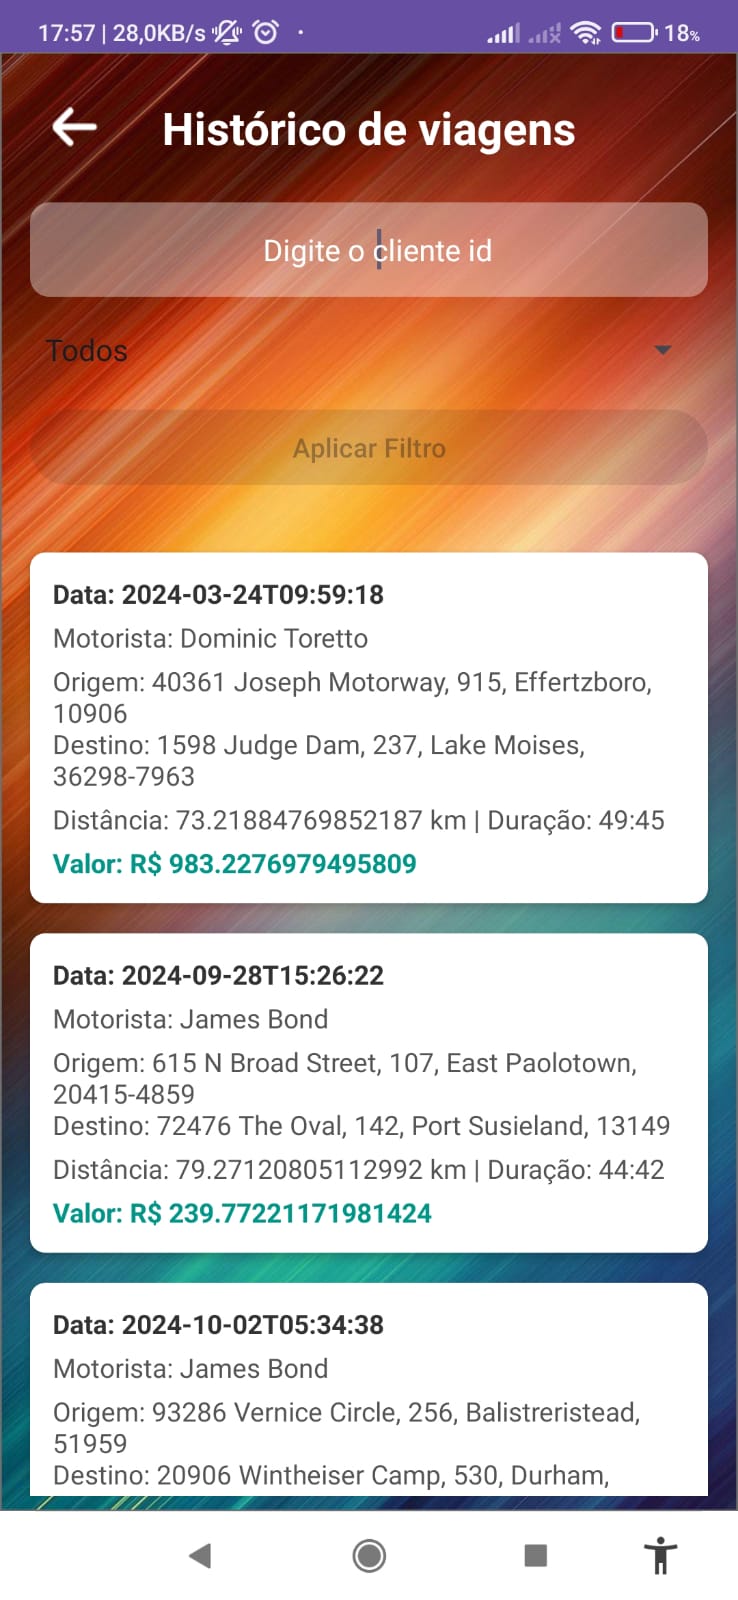 17:57 | 28,0KB/s
18%
Histórico de viagens
Digite o cliente id
Todos
Aplicar Filtro
Data: 2024-03-24T09:59:18
Motorista: Dominic Toretto
Origem: 40361 Joseph Motorway, 915, Effertzboro,
10906
Destino: 1598 Judge Dam, 237, Lake Moises,
36298-7963
Distância: 73.21884769852187 km | Duração: 49:45
Valor: R$ 983.2276979495809
Data: 2024-09-28T15:26:22
Motorista: James Bond
Origem: 615 N Broad Street, 107, East Paolotown,
20415-4859
Destino: 72476 The Oval, 142, Port Susieland, 13149
Distância: 79.27120805112992 km | Duração: 44:42
Valor: R$ 239.77221171981424
Data: 2024-10-02T05:34:38
Motorista: James Bond
Origem: 93286 Vernice Circle, 256, Balistreristead,
51959
Destino: 20906 Wintheiser Camp, 530, Durham,